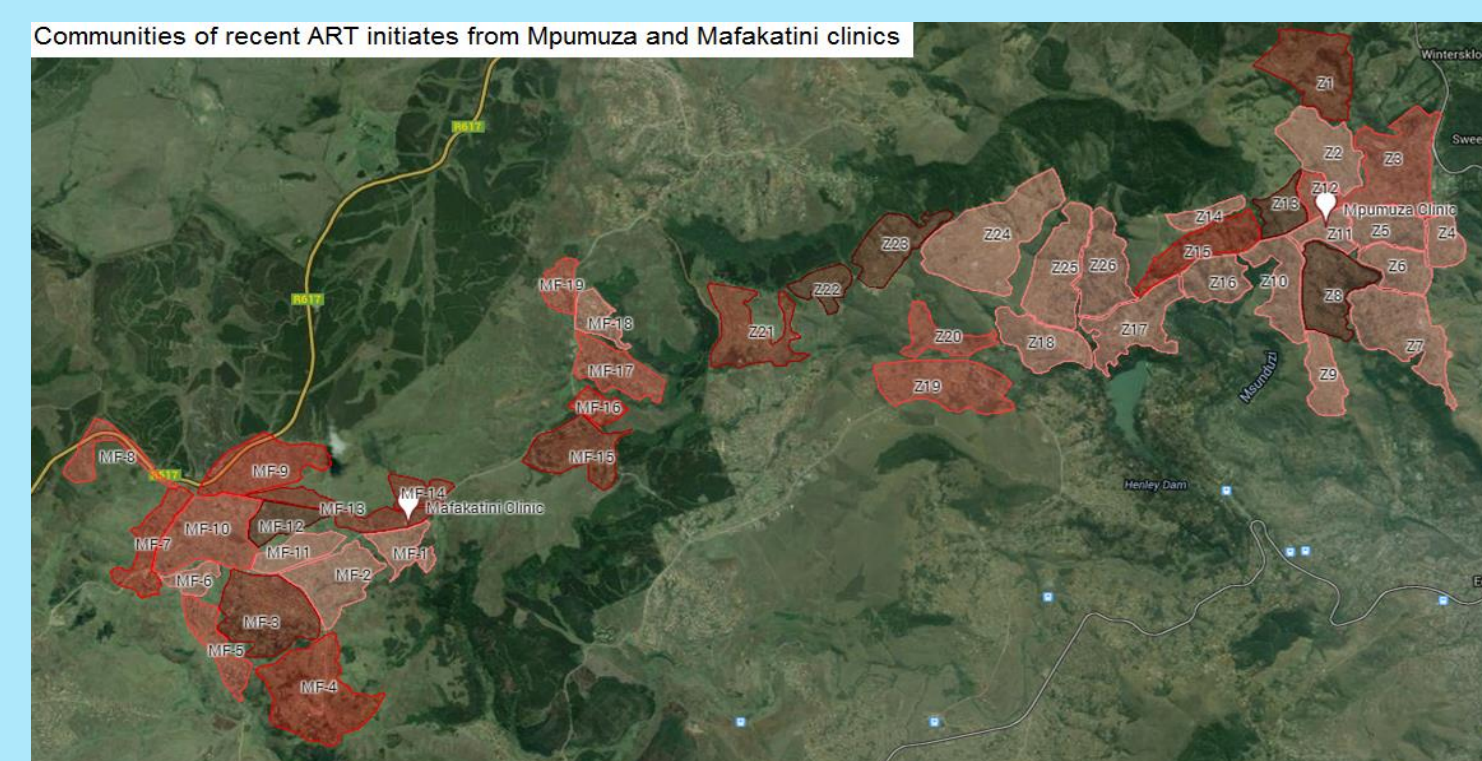 Communities of recent ART initiates from Mpumuza and Mafakatini clinics
Z1
R617
Z2
Z3
Z12
Z13
Mpumuza Clinic
Z14
Z11
Z5
Z4
Z24
Z23
Z15
Z25
Z26
Z6
Z16
Z10
MF-19
Z22
Z8
R617
MF-18
Z21
Z20
Z18
Z17
Z7
MF-17
Z9
Msunduzi
Z19
MF-16
MF-8
MF-15
MF-9
Henley Dam
MF-14
MF-13
Mafakatini Clinic
MF-10
MF-12
MF-7
MF-11
MF-1
MF-6
MF-2
MF-3
MF-5
MF-4